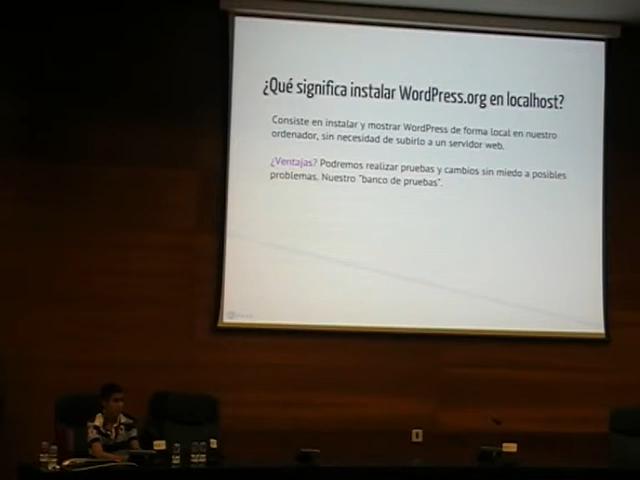 ¿Qué significa instalar WordPress.org en localhost?
Consiste en instalar y mostrar WordPress de forma local en nuestro
ordenador, sin necesidad de subirlo a un servidor web.
¿Ventajas? Podremos realizar pruebas y cambios sin miedo a posibles
problemas. Nuestro "banco de pruebas".